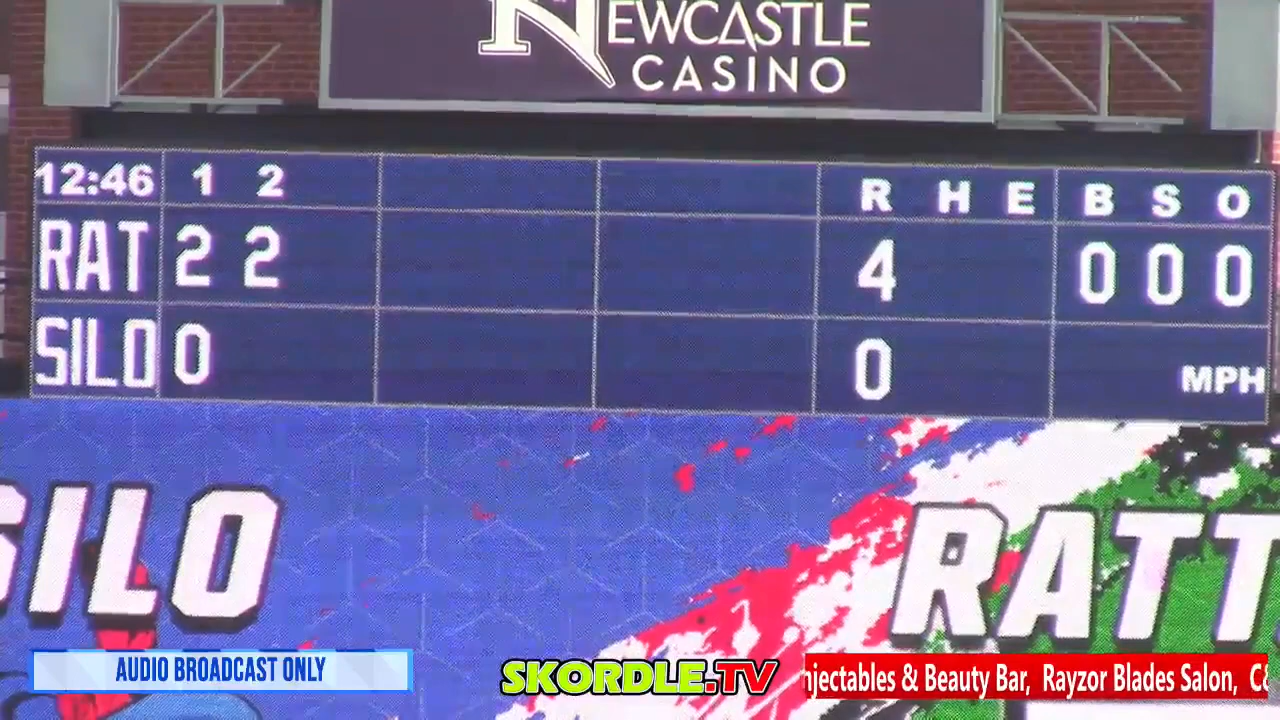 NEWCASTLE
CASINO
12:46 1 2 R H E B S O
RAT 2 2 4 0 0 0
SILO 0 0 MPH
SILO RATT
AUDIO BROADCAST ONLY
SKORDLE.TV
njectables & Beauty Bar, Rayzor Blades Salon, C&